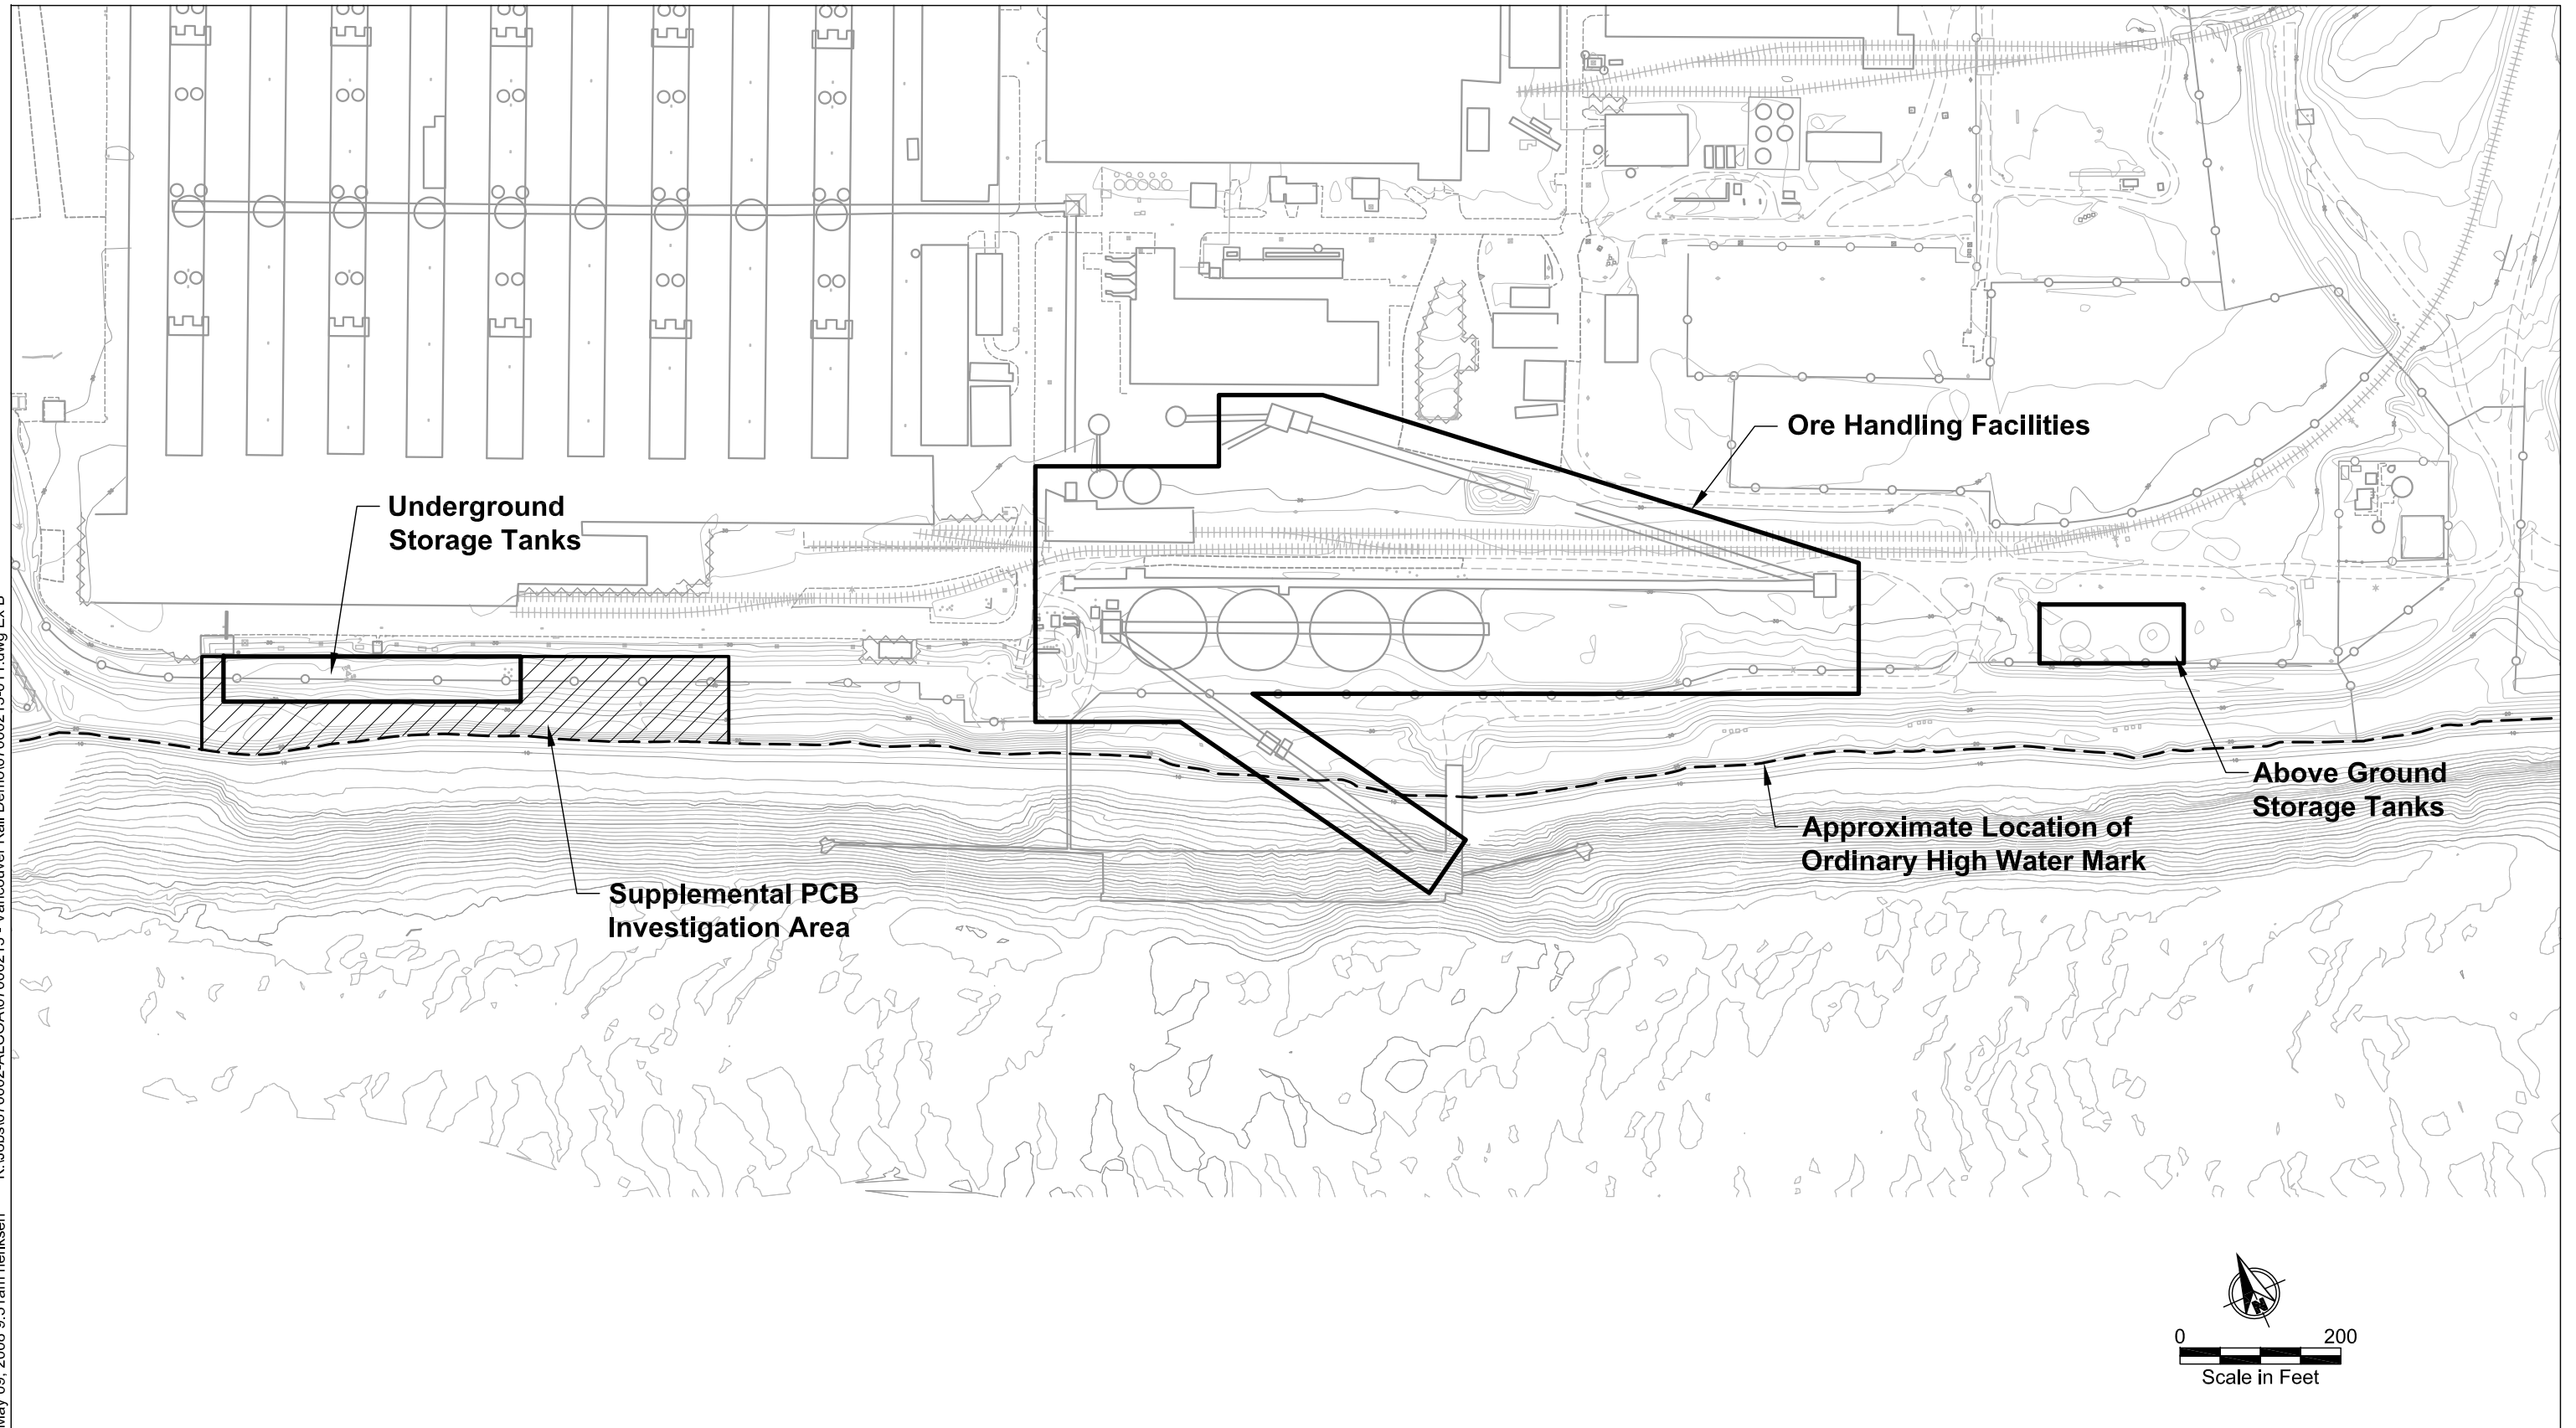 Ore Handling Facilities
Underground
Storage Tanks
Above Ground
Storage Tanks
Approximate Location of
Ordinary High Water Mark
Supplemental PCB
Investigation Area
N
0 200
Scale in Feet